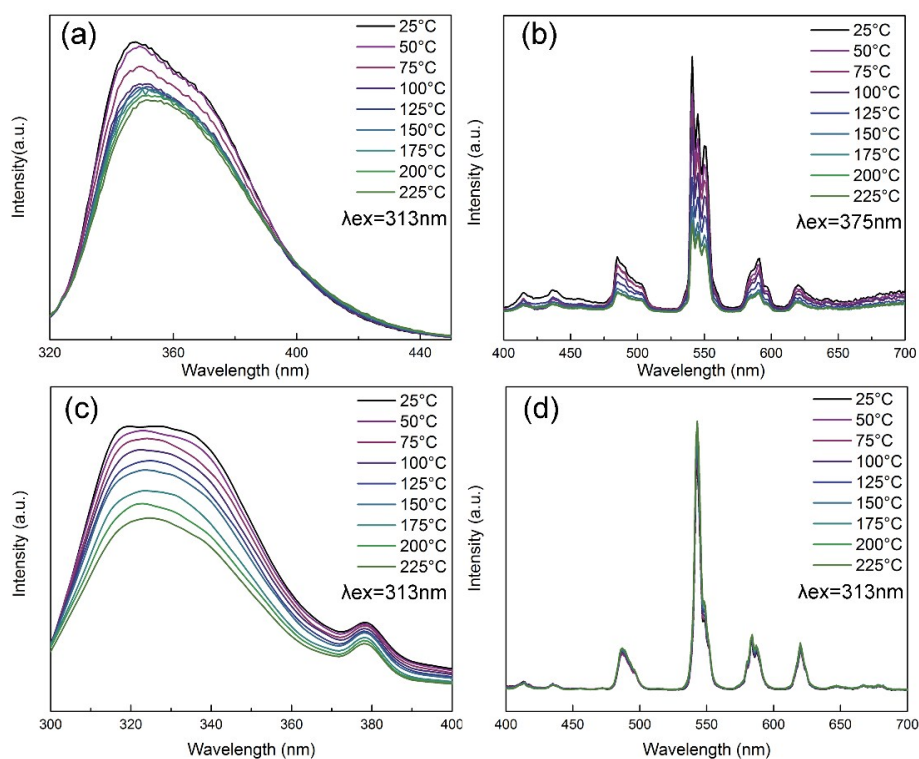 (a)
25°C
50°C
75°C
100°C
125°C
150°C
175°C
200°C
225°C
λex=313nm
Intensity(a.u.)
320 360 400 440
Wavelength (nm)
(b)
25°C
50°C
75°C
100°C
125°C
150°C
175°C
200°C
225°C
λex=375nm
Intensity (a.u.)
400 450 500 550 600 650 700
Wavelength (nm)
(c)
25°C
50°C
75°C
100°C
125°C
150°C
175°C
200°C
225°C
λex=313nm
Intensity (a.u.)
300 320 340 360 380 400
Wavelength (nm)
(d)
25°C
50°C
75°C
100°C
125°C
150°C
175°C
200°C
225°C
λex=313nm
Intensity (a.u.)
400 450 500 550 600 650 700
Wavelength (nm)